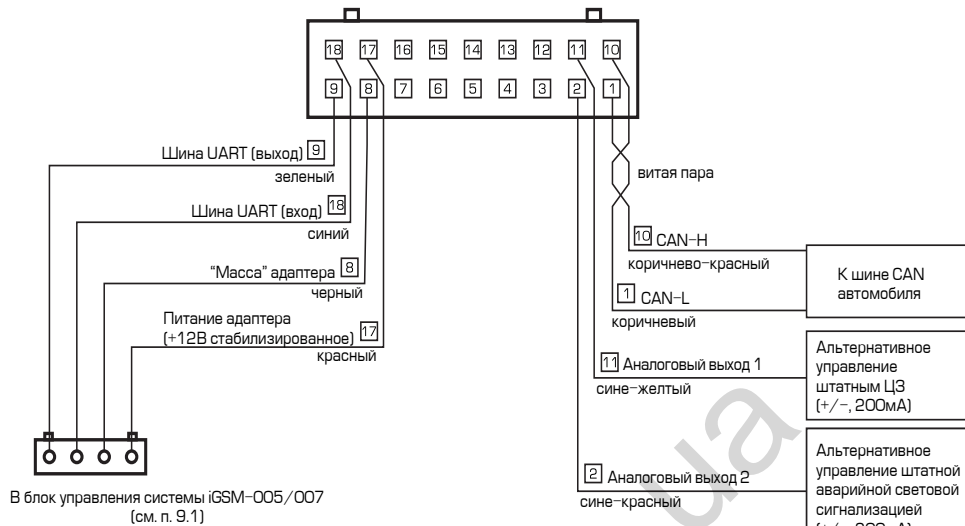 18 17 16 15 14 13 12 11 10
9 8 7 6 5 4 3 2 1
Шина UART (выход) 9
зеленый
Шина UART (вход) 18
синий
"Масса" адаптера 8
черный
Питание адаптера
(+12В стабилизированное) 17
красный
В блок управления системы iGSM-005/007
(см. п. 9.1)
витая пара
10 CAN-H
коричнево-красный
1 CAN-L
коричневый
К шине CAN
автомобиля
11 Аналоговый выход 1
сине-желтый
Альтернативное
управление
штатным ЦЗ
(+/-, 200мА)
2 Аналоговый выход 2
сине-красный
Альтернативное
управление штатной
аварийной световой
сигнализацией
ua